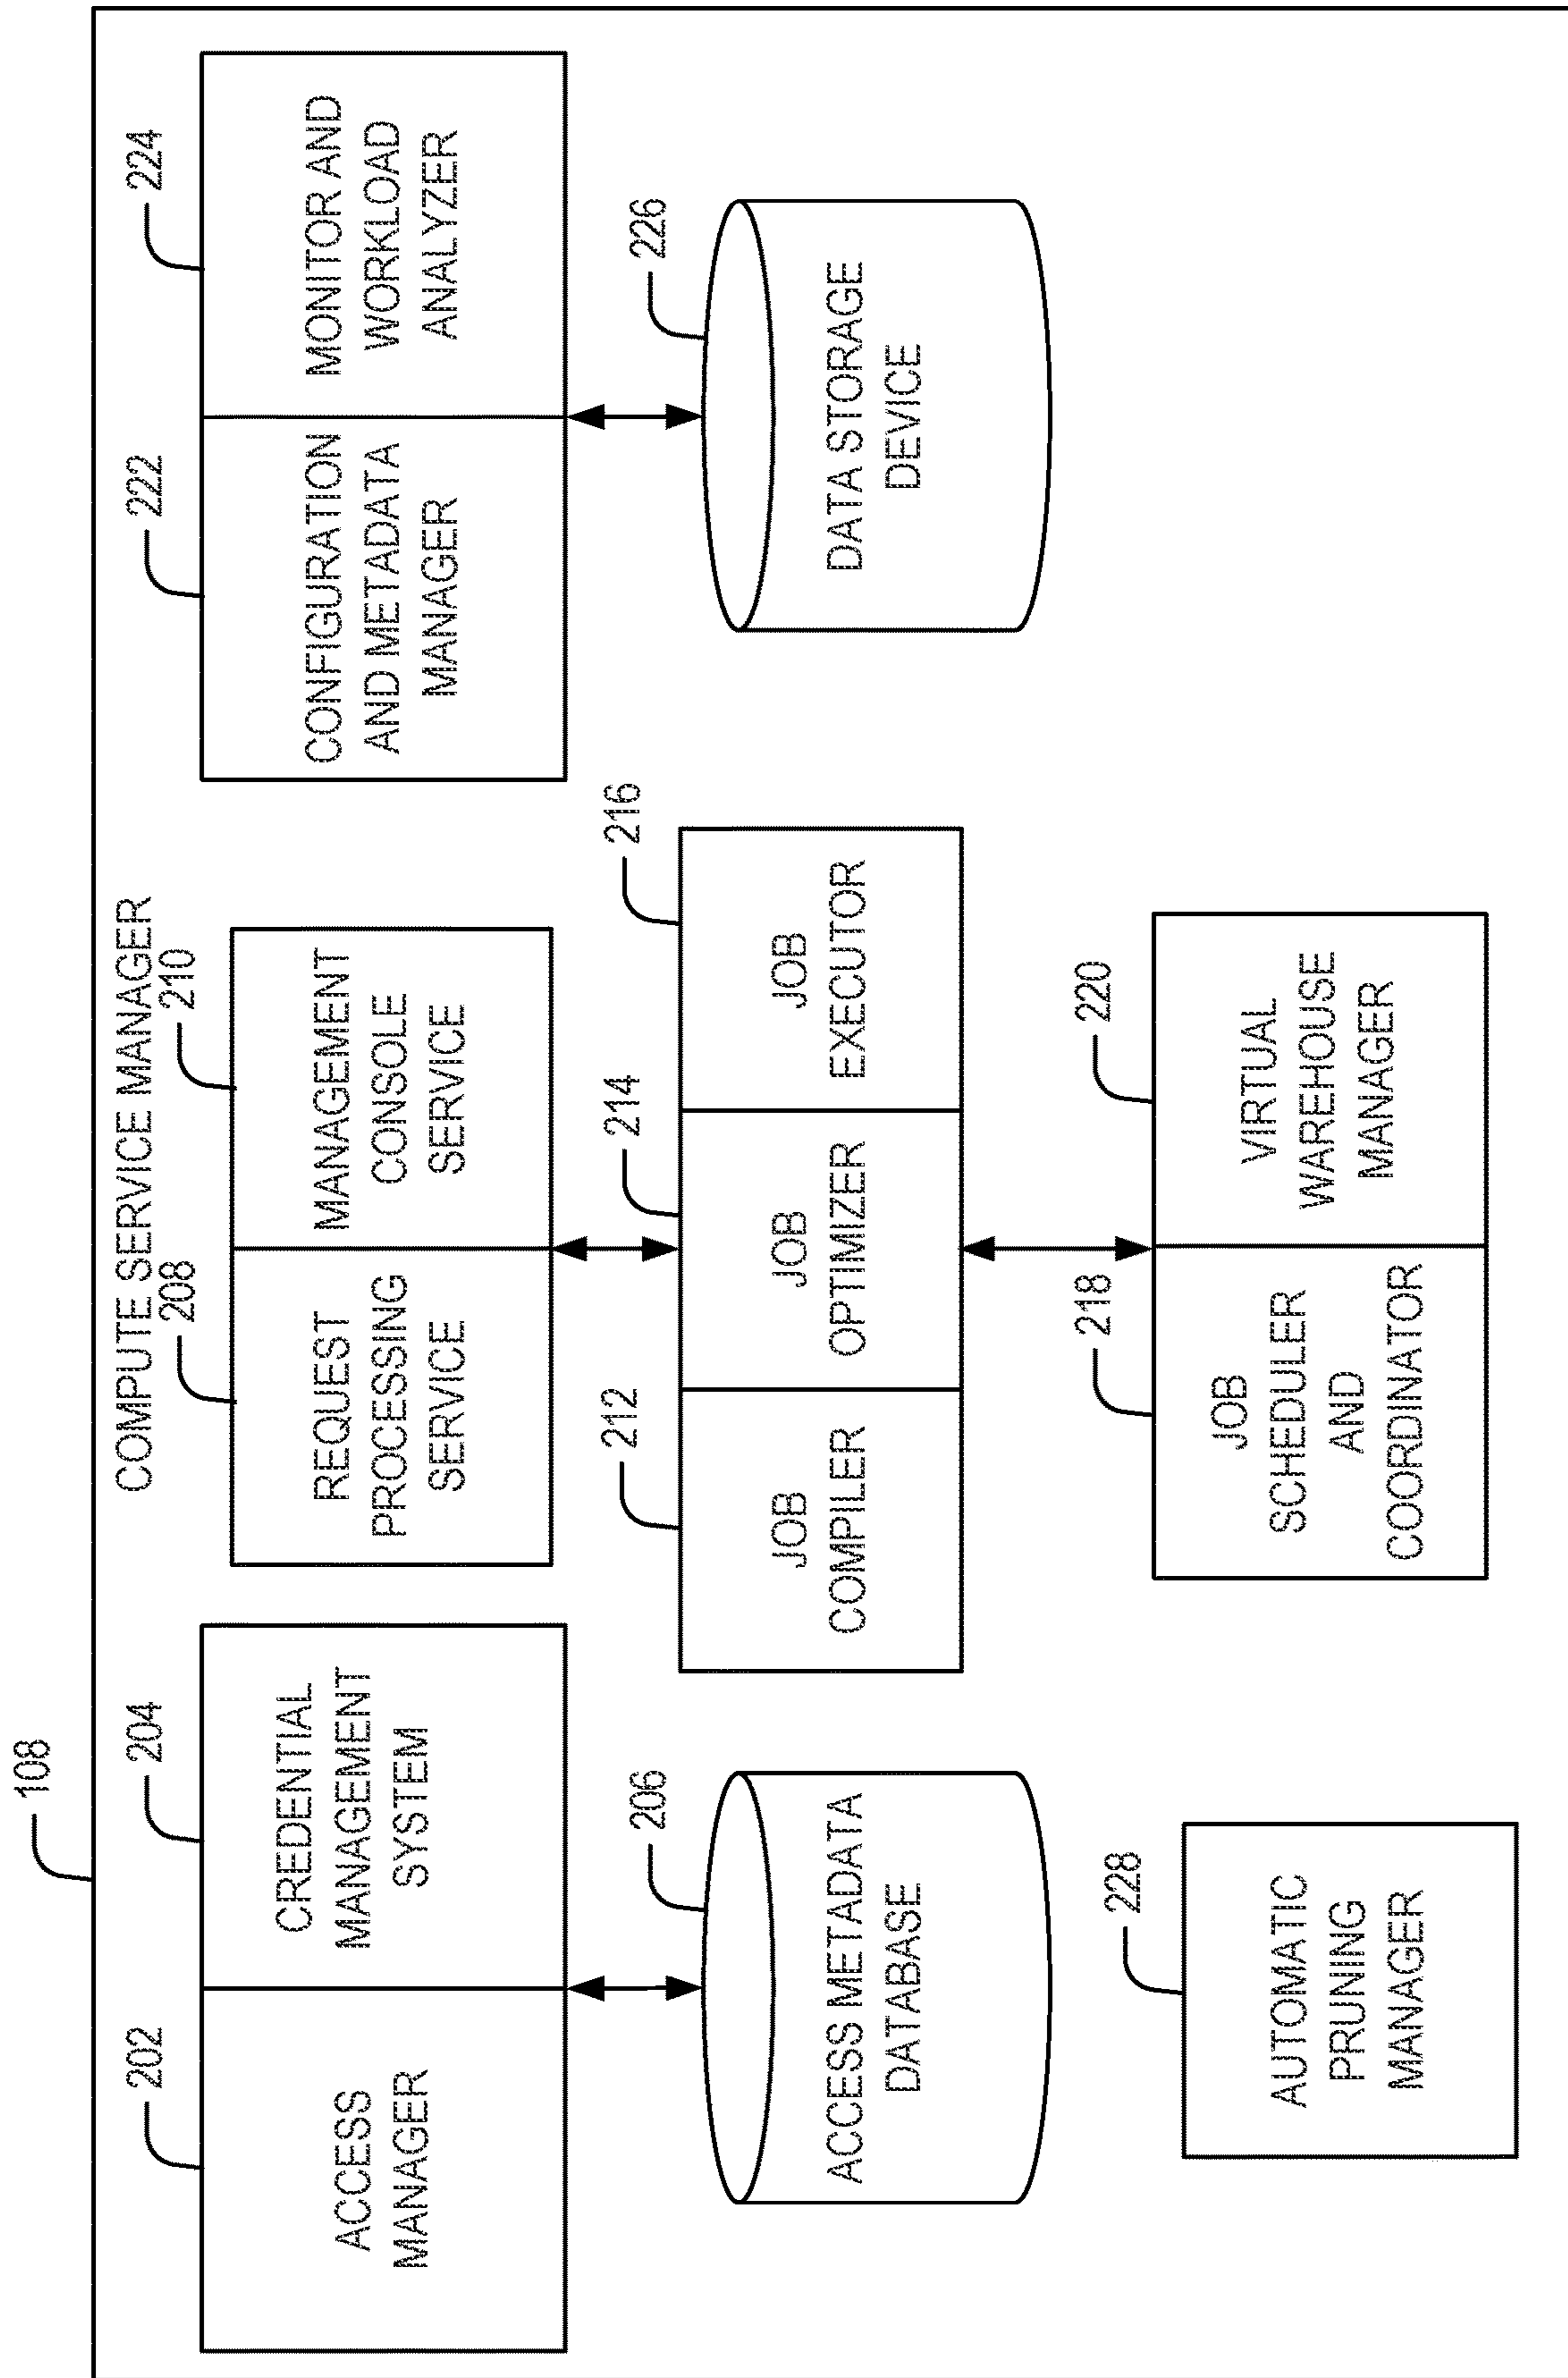 108
COMPUTE SERVICE MANAGER
202
204
ACCESS
MANAGER
CREDENTIAL
MANAGEMENT
SYSTEM
206
ACCESS METADATA
DATABASE
228
AUTOMATIC
PRUNING
MANAGER
208
210
REQUEST
PROCESSING
SERVICE
MANAGEMENT
CONSOLE
SERVICE
212
214
216
JOB
COMPILER
JOB
OPTIMIZER
JOB
EXECUTOR
218
220
JOB
SCHEDULER
AND
COORDINATOR
VIRTUAL
WAREHOUSE
MANAGER
222
224
CONFIGURATION
AND METADATA
MANAGER
MONITOR AND
WORKLOAD
ANALYZER
226
DATA STORAGE
DEVICE